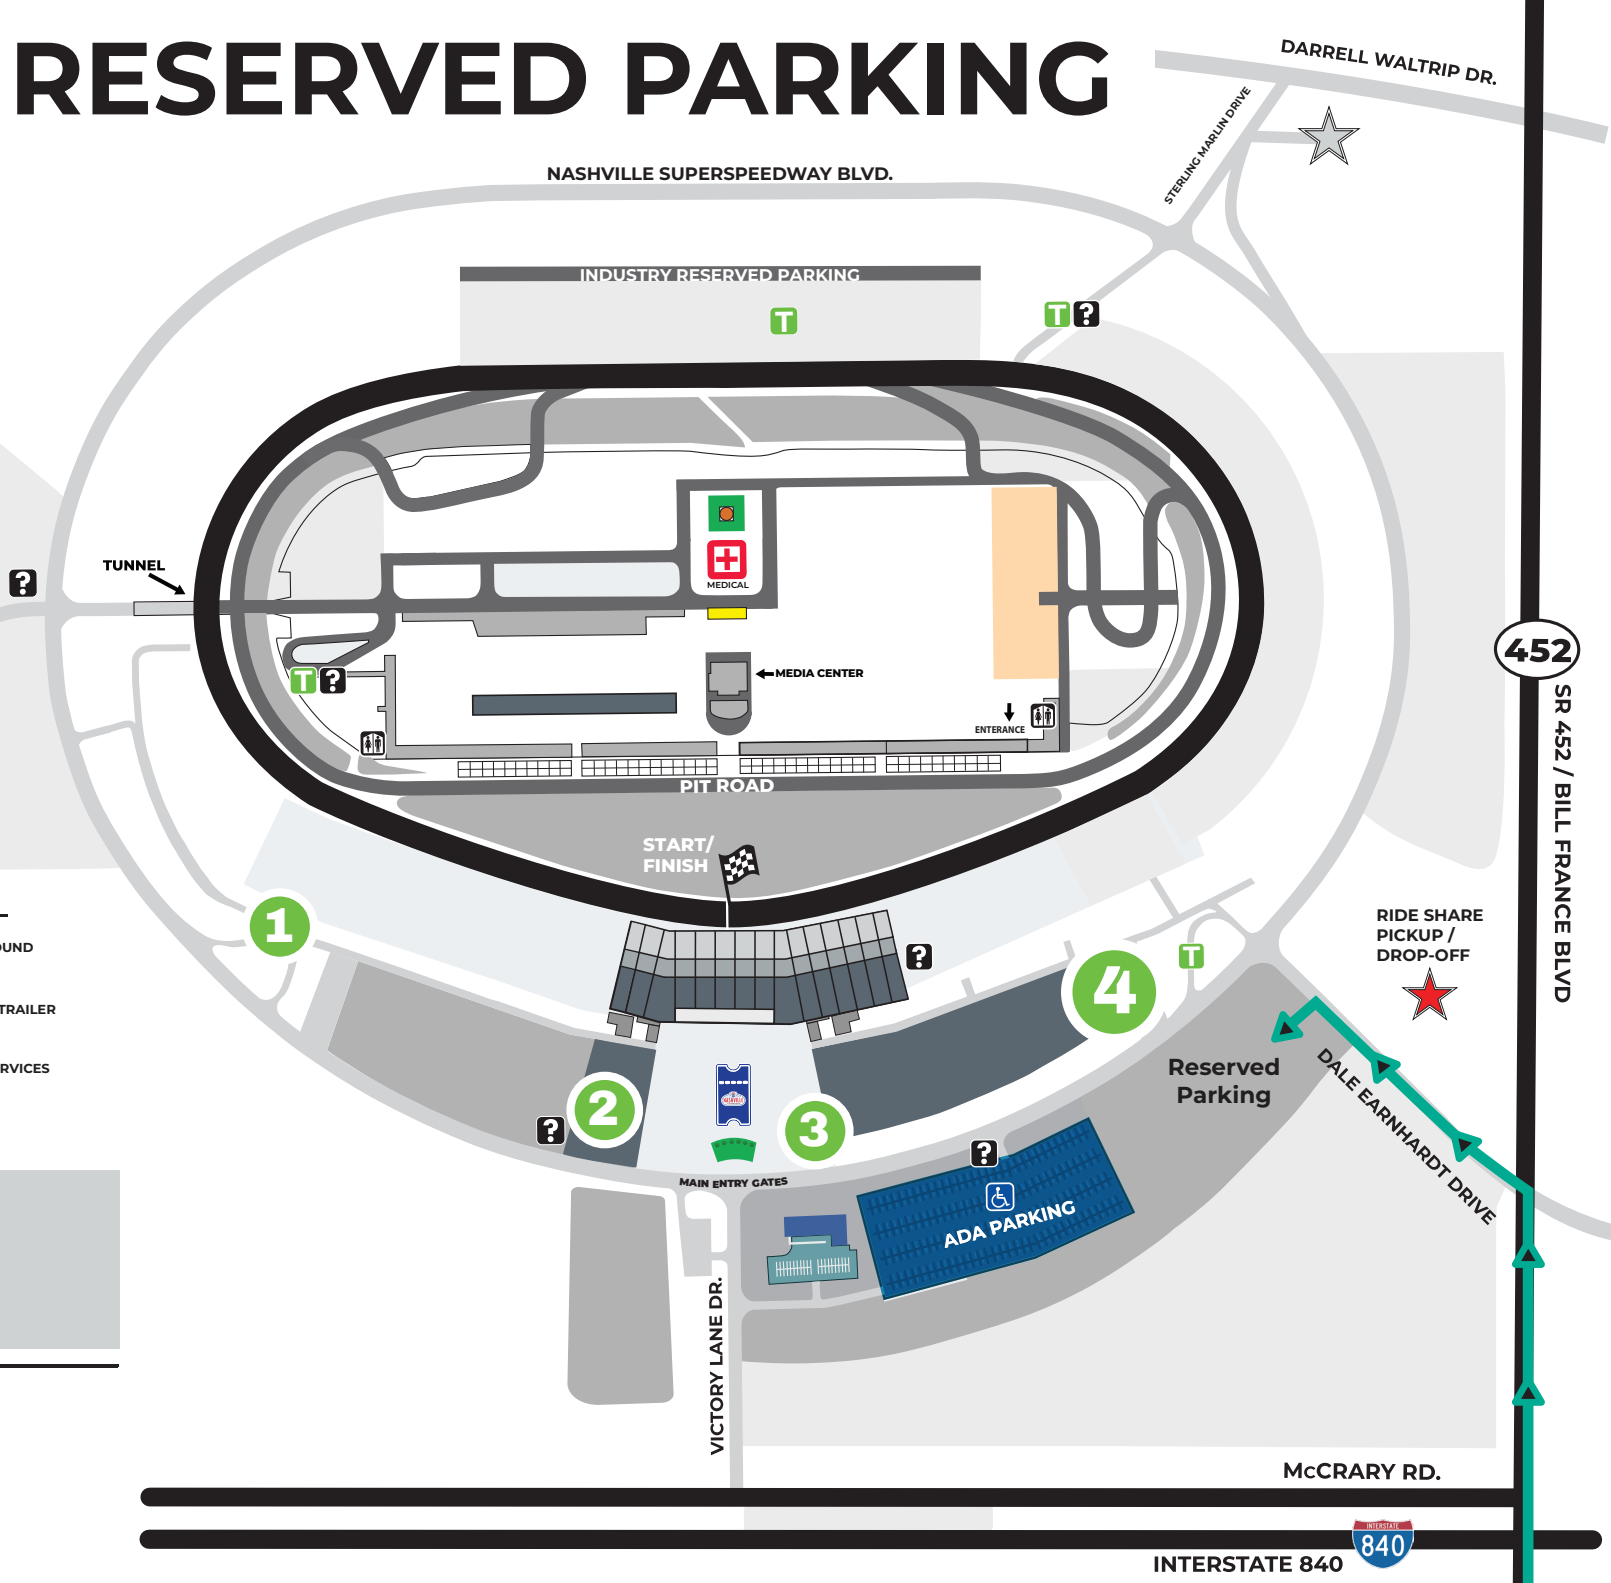 RESERVED PARKING
DARRELL WALTRIP DR.
STERLING MARLIN DRIVE
NASHVILLE SUPERSPEEDWAY BLVD.
INDUSTRY RESERVED PARKING
T
T ?
TUNNEL
?
MEDICAL
MEDIA CENTER
T ?
ENTERANCE
PIT ROAD
START/
FINISH
452
SR 452 / BILL FRANCE BLVD
1
OUND
TRAILER
RVICES
?
4
T
RIDE SHARE
PICKUP /
DROP-OFF
Reserved
Parking
DALE EARNHARDT DRIVE
2
?
NASHVILLE
3
?
MAIN ENTRY GATES
ADA PARKING
VICTORY LANE DR.
McCRARY RD.
INTERSTATE
840
INTERSTATE 840